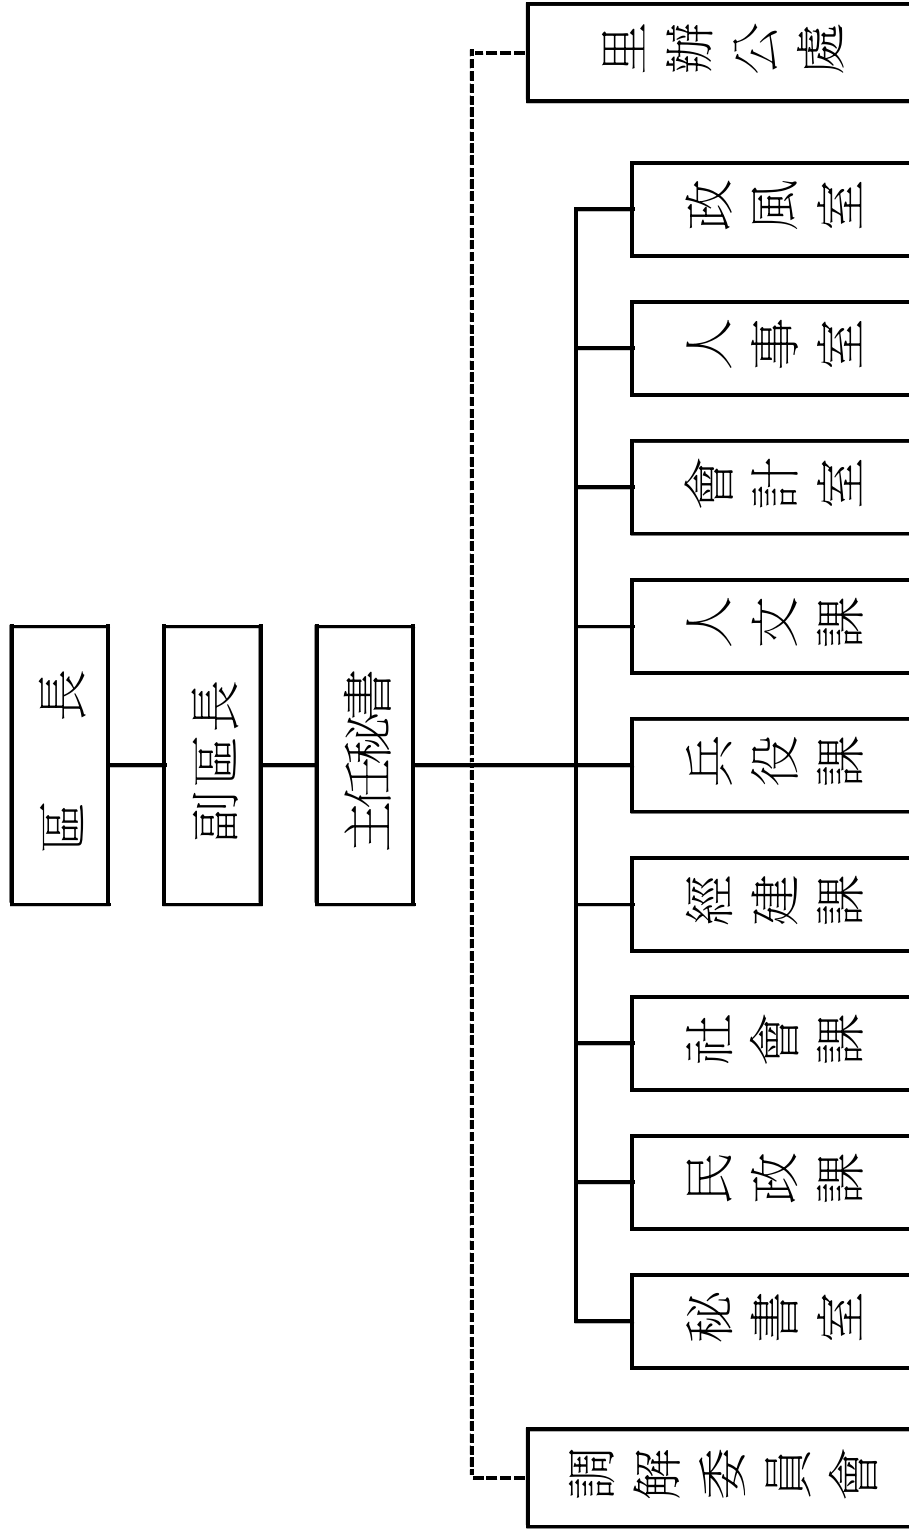 區長
副區長
主任秘書
調解委員會
秘書室
民政課
社會課
經建課
兵役課
人文課
會計室
人事室
政風室
里辦公處